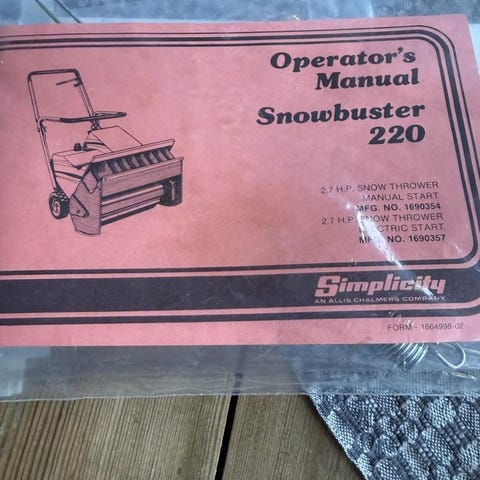 Operator's
Manual
Snowbuster
220
2.7 H.P. SNOW THROWER
MANUAL START
MFG. NO. 1690354
2.7 H.P. SNOW THROWER
ELECTRIC START
MFG. NO. 1690357
Simplicity
AN ALLIS CHALMERS COMPANY
FORM - 1664998-02